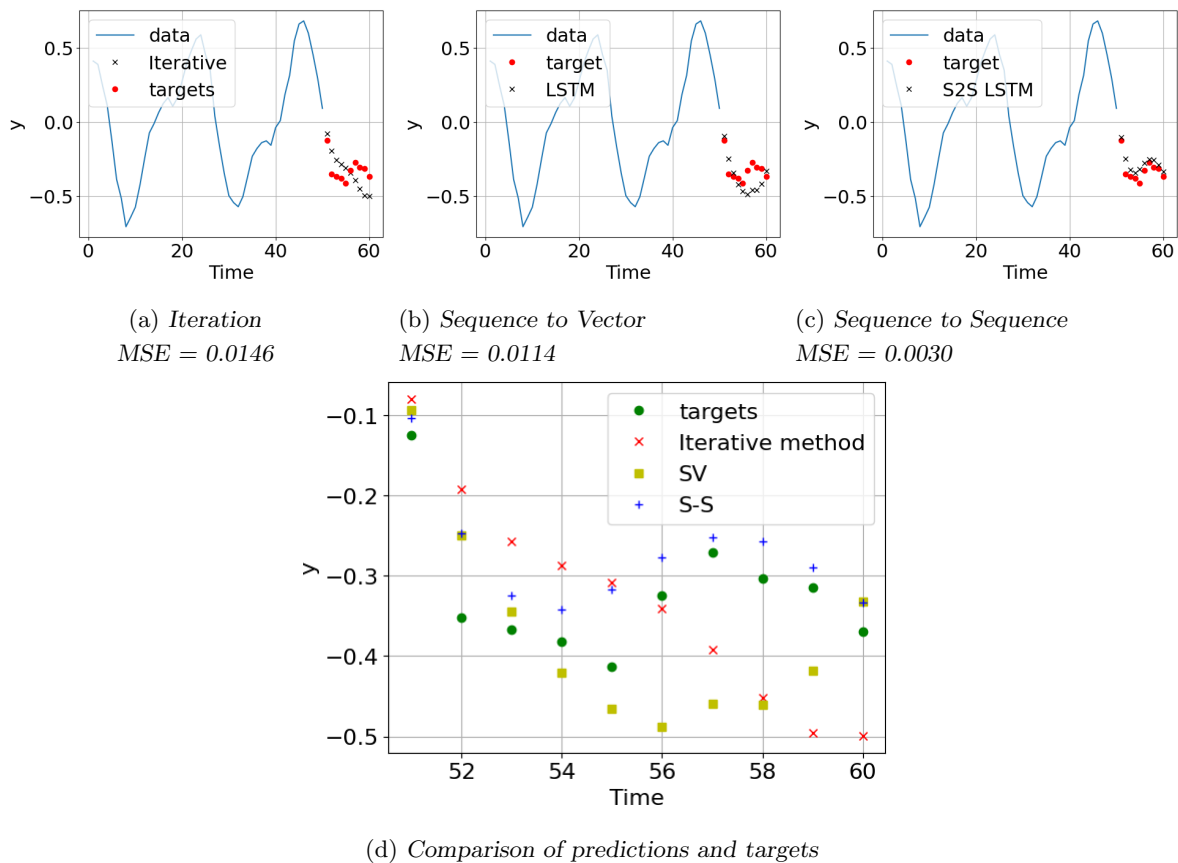 0.5
0.0
−0.5
y
data
Iterative
targets
0 20 40 60
Time
0.5
0.0
−0.5
y
data
target
LSTM
0 20 40 60
Time
0.5
0.0
−0.5
y
data
target
S2S LSTM
0 20 40 60
Time
(a) Iteration
MSE = 0.0146
(b) Sequence to Vector
MSE = 0.0114
(c) Sequence to Sequence
MSE = 0.0030
−0.1
−0.2
−0.3
−0.4
−0.5
y
targets
Iterative method
SV
S-S
52 54 56 58 60
Time
(d) Comparison of predictions and targets